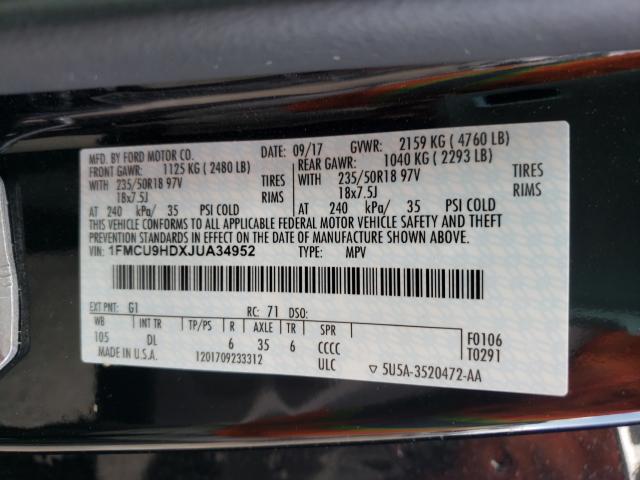 MFD. BY FORD MOTOR CO. DATE: 09/17 GVWR: 2159 KG ( 4760 LB)
FRONT GAWR: 1125 KG ( 2480 LB) REAR GAWR: 1040 KG ( 2293 LB)
WITH 235/50R18 97V TIRES WITH 235/50R18 97V TIRES
18x7.5J RIMS 18x7.5J RIMS
AT 240 kPa/ 35 PSI COLD AT 240 kPa/ 35 PSI COLD
THIS VEHICLE CONFORMS TO ALL APPLICABLE FEDERAL MOTOR VEHICLE SAFETY AND THEFT
PREVENTION STANDARDS IN EFFECT ON THE DATE OF MANUFACTURE SHOWN ABOVE.
VIN: 1FMCU9HDXJUA34952 TYPE: MPV
EXT PNT: G1 RC: 71 DSO:
WB INT TR TP/PS R AXLE TR SPR F0106
105 DL 6 35 6 CCCC T0291
MADE IN U.S.A. 1201709233312 ULC ▽ 5U5A-3520472-AA